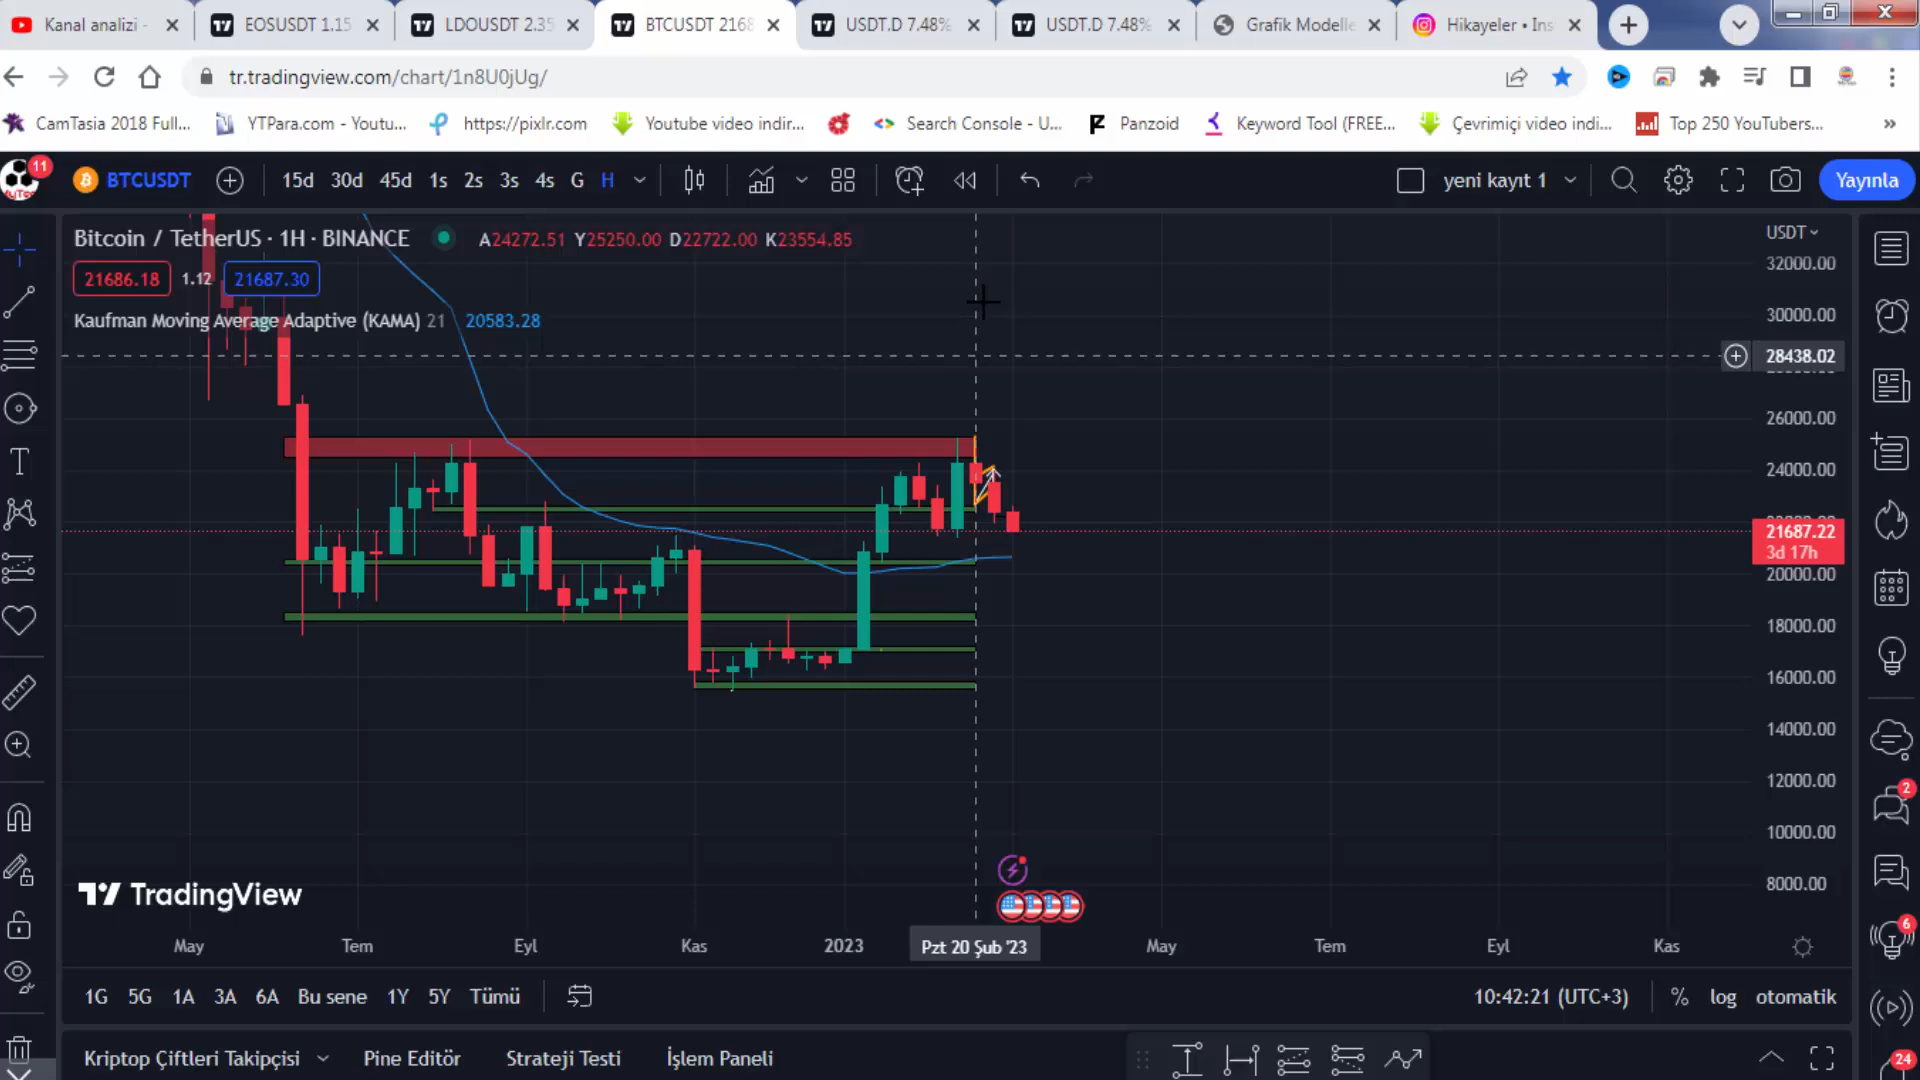 Kanal analizi -
EOSUSDT 1.15
LDOUSDT 2.35
BTCUSDT 2168
USDT.D 7.48%
USDT.D 7.48%
Grafik Modelle
Hikayeler • Ins
tr.tradingview.com/chart/1n8U0jUg/
CamTasia 2018 Full...
YTPara.com - Youtu...
https://pixlr.com
Youtube video indir...
Search Console - U...
Panzoid
Keyword Tool (FREE...
Çevrimiçi video indi...
Top 250 YouTubers...
»
11
BTCUSDT
15d 30d 45d 1s 2s 3s 4s G H
yeni kayıt 1
Yayınla
Bitcoin / TetherUS · 1H · BINANCE
A24272.51 Y25250.00 D22722.00 K23554.85
USDT
21686.18 1.12 21687.30
Kaufman Moving Average Adaptive (KAMA) 21 20583.28
32000.00
30000.00
28438.02
26000.00
24000.00
21687.22
3d 17h
20000.00
18000.00
16000.00
14000.00
12000.00
10000.00
8000.00
2
6
24
TradingView
May Tem Eyl Kas 2023 Pzt 20 Şub '23 May Tem Eyl Kas
1G 5G 1A 3A 6A Bu sene 1Y 5Y Tümü
10:42:21 (UTC+3) % log otomatik
Kriptop Çiftleri Takipçisi Pine Editör Strateji Testi İşlem Paneli